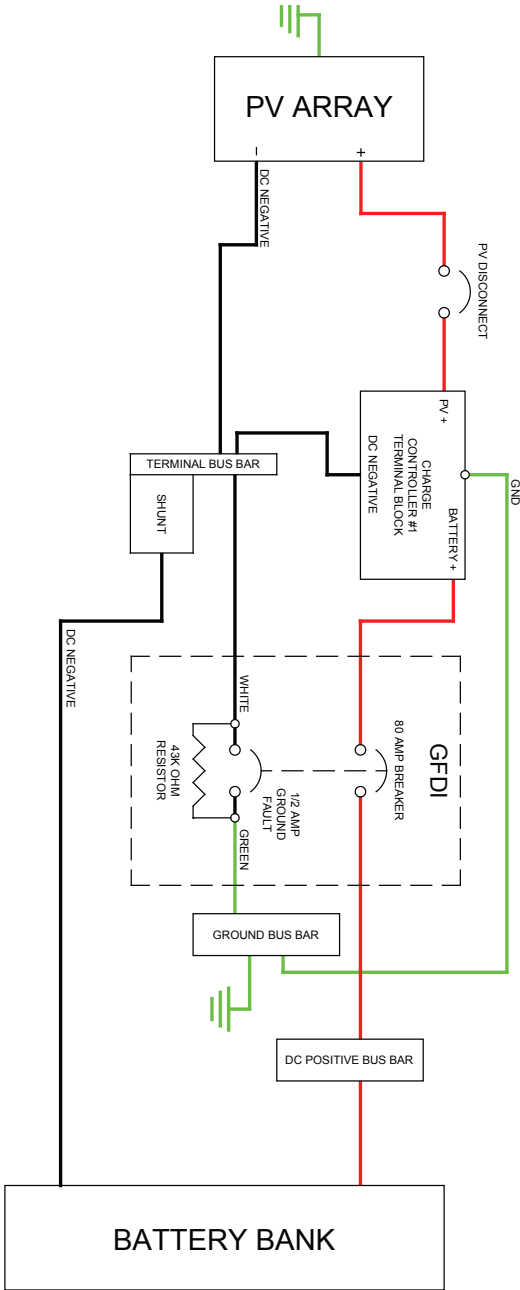 PV ARRAY
-
+
DC NEGATIVE
PV DISCONNECT
PV +
CHARGE
CONTROLLER #1
TERMINAL BLOCK
DC NEGATIVE
BATTERY +
GND
TERMINAL BUS BAR
SHUNT
DC NEGATIVE
WHITE
43K OHM
RESISTOR
1/2 AMP
GROUND
FAULT
GREEN
80 AMP BREAKER
GFDI
GROUND BUS BAR
DC POSITIVE BUS BAR
BATTERY BANK